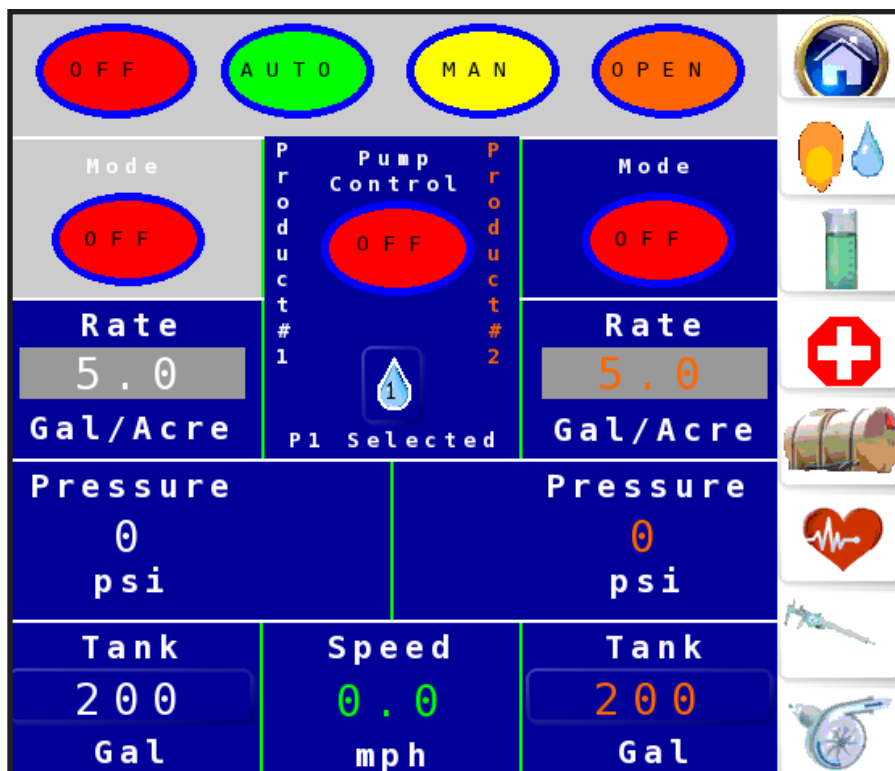 OFF AUTO MAN OPEN
Mode
OFF
Product#1
Pump
Control
OFF
Product#2
Mode
OFF
Rate
5.0
Gal/Acre
1
P1 Selected
Rate
5.0
Gal/Acre
Pressure
0
psi
Pressure
0
psi
Tank
200
Gal
Speed
0.0
mph
Tank
200
Gal